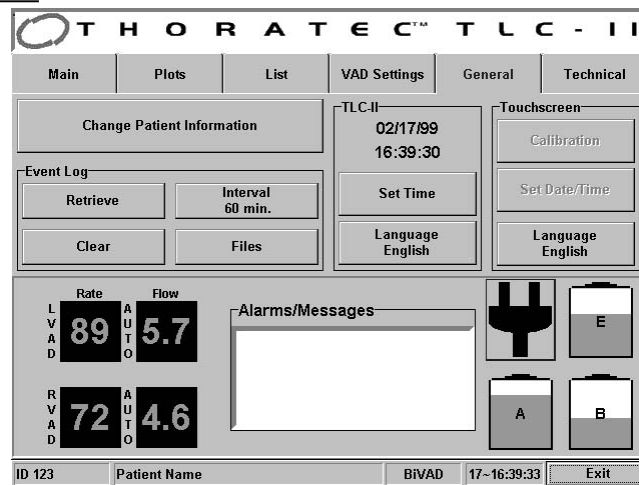 THORATEC™ TLC-II
Main Plots List VAD Settings General Technical
Change Patient Information
Event Log
Retrieve
Interval
60 min.
Clear
Files
TLC-II
02/17/99
16:39:30
Set Time
Language
English
Touchscreen
Calibration
Set Date/Time
Language
English
Rate Flow
LVAD 89 AUTO 5.7
RVAD 72 AUTO 4.6
Alarms/Messages
E
A
B
ID 123 Patient Name BiVAD 17~16:39:33 Exit